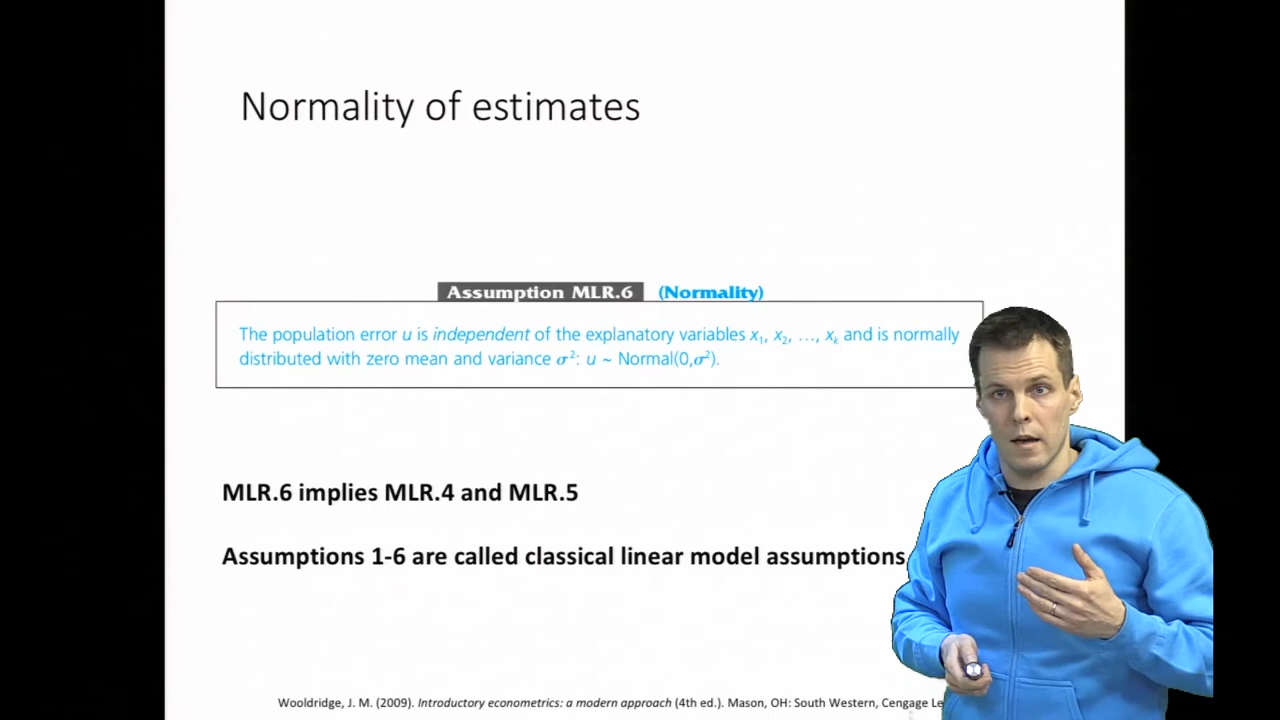 Normality of estimates
Assumption MLR.6 (Normality)
The population error u is independent of the explanatory variables x₁, x₂, …, xₖ and is normally
distributed with zero mean and variance σ²: u ~ Normal(0,σ²).
MLR.6 implies MLR.4 and MLR.5
Assumptions 1-6 are called classical linear model assumptions
Wooldridge, J. M. (2009). Introductory econometrics: a modern approach (4th ed.). Mason, OH: South Western, Cengage Le